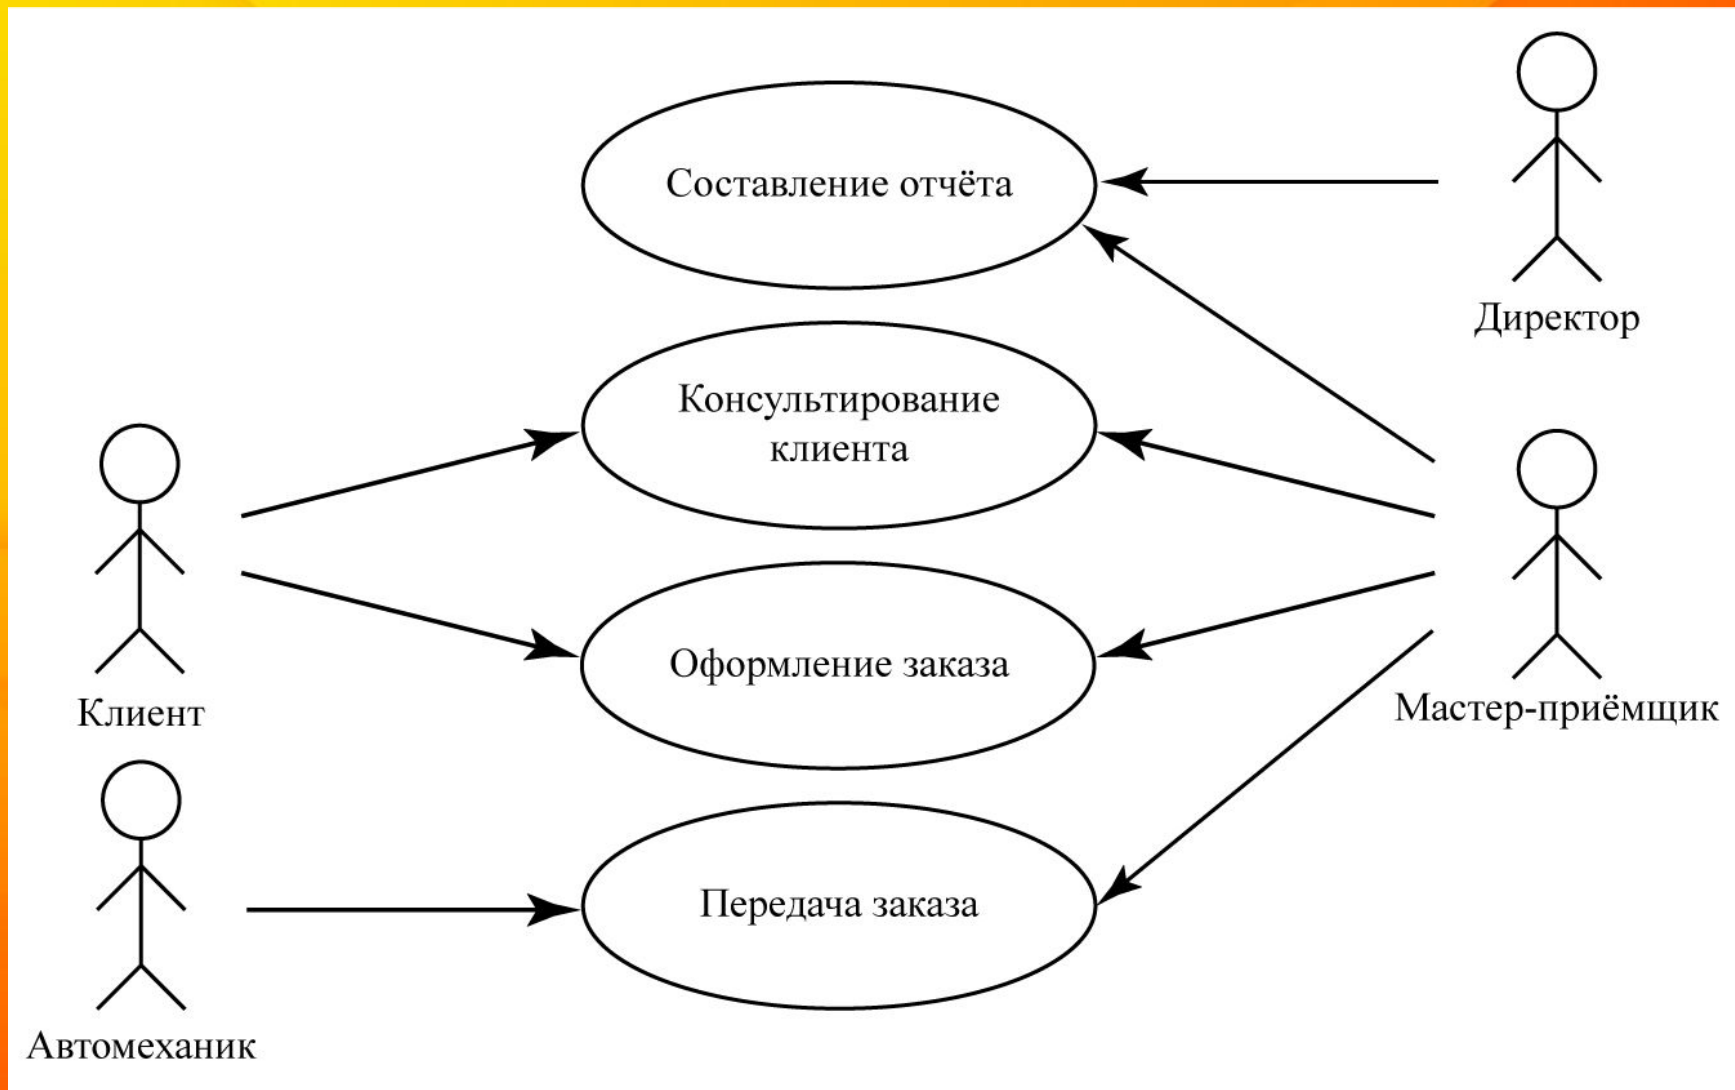 Составление отчёта
Директор
Консультирование
клиента
Оформление заказа
Клиент
Мастер-приёмщик
Передача заказа
Автомеханик